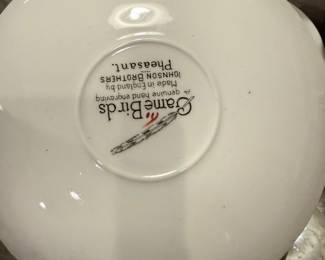 "Game Birds"
A genuine hand engraving
Made in England by
JOHNSON BROTHERS
Pheasant.